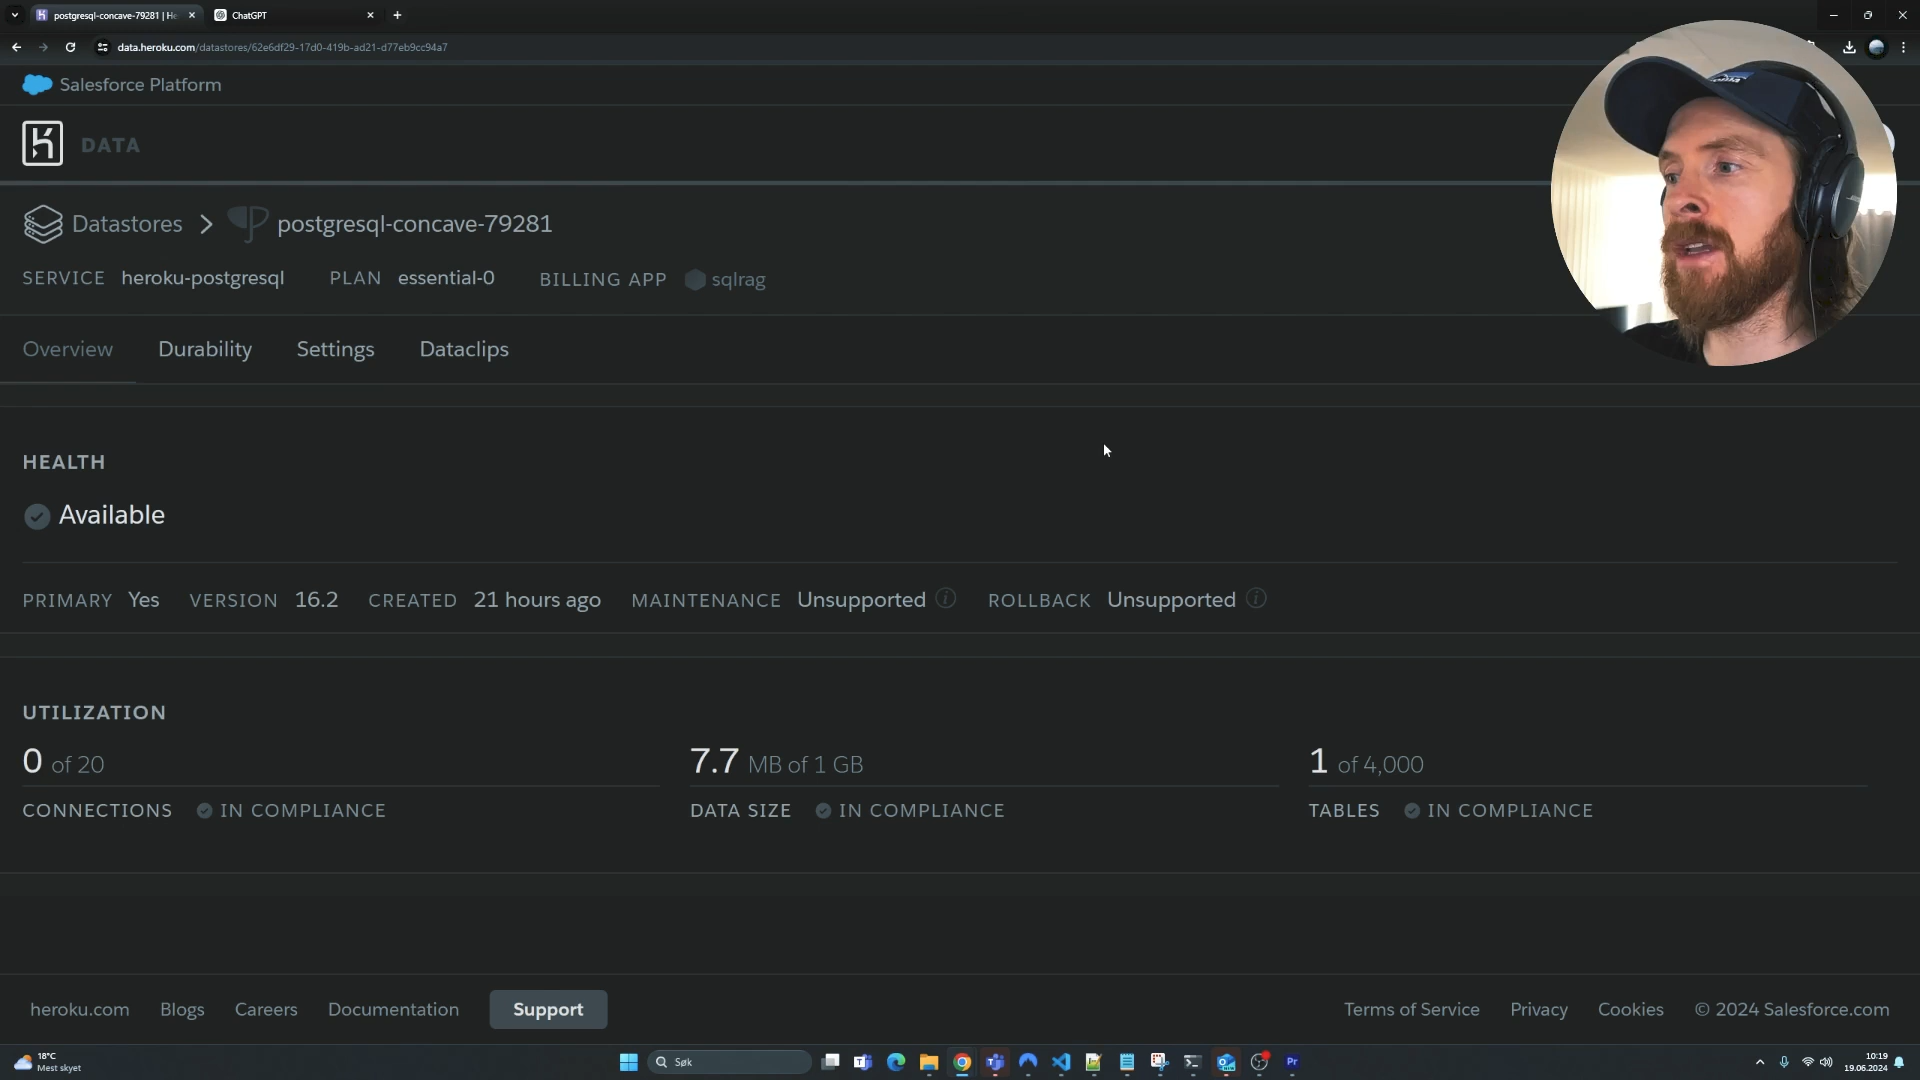 postgresql-concave-79281 | He
ChatGPT
data.heroku.com/datastores/62e6df29-17d0-419b-ad21-d77eb9cc94a7
Salesforce Platform
DATA
Datastores
postgresql-concave-79281
SERVICE heroku-postgresql PLAN essential-0 BILLING APP sqlrag
Overview Durability Settings Dataclips
HEALTH
Available
PRIMARY Yes VERSION 16.2 CREATED 21 hours ago MAINTENANCE Unsupported ROLLBACK Unsupported
UTILIZATION
0 of 20 7.7 MB of 1 GB 1 of 4,000
CONNECTIONS IN COMPLIANCE DATA SIZE IN COMPLIANCE TABLES IN COMPLIANCE
heroku.com Blogs Careers Documentation Support Terms of Service Privacy Cookies © 2024 Salesforce.com
18°C
Mest skyet
Søk
Pr
10:19
19.06.2024